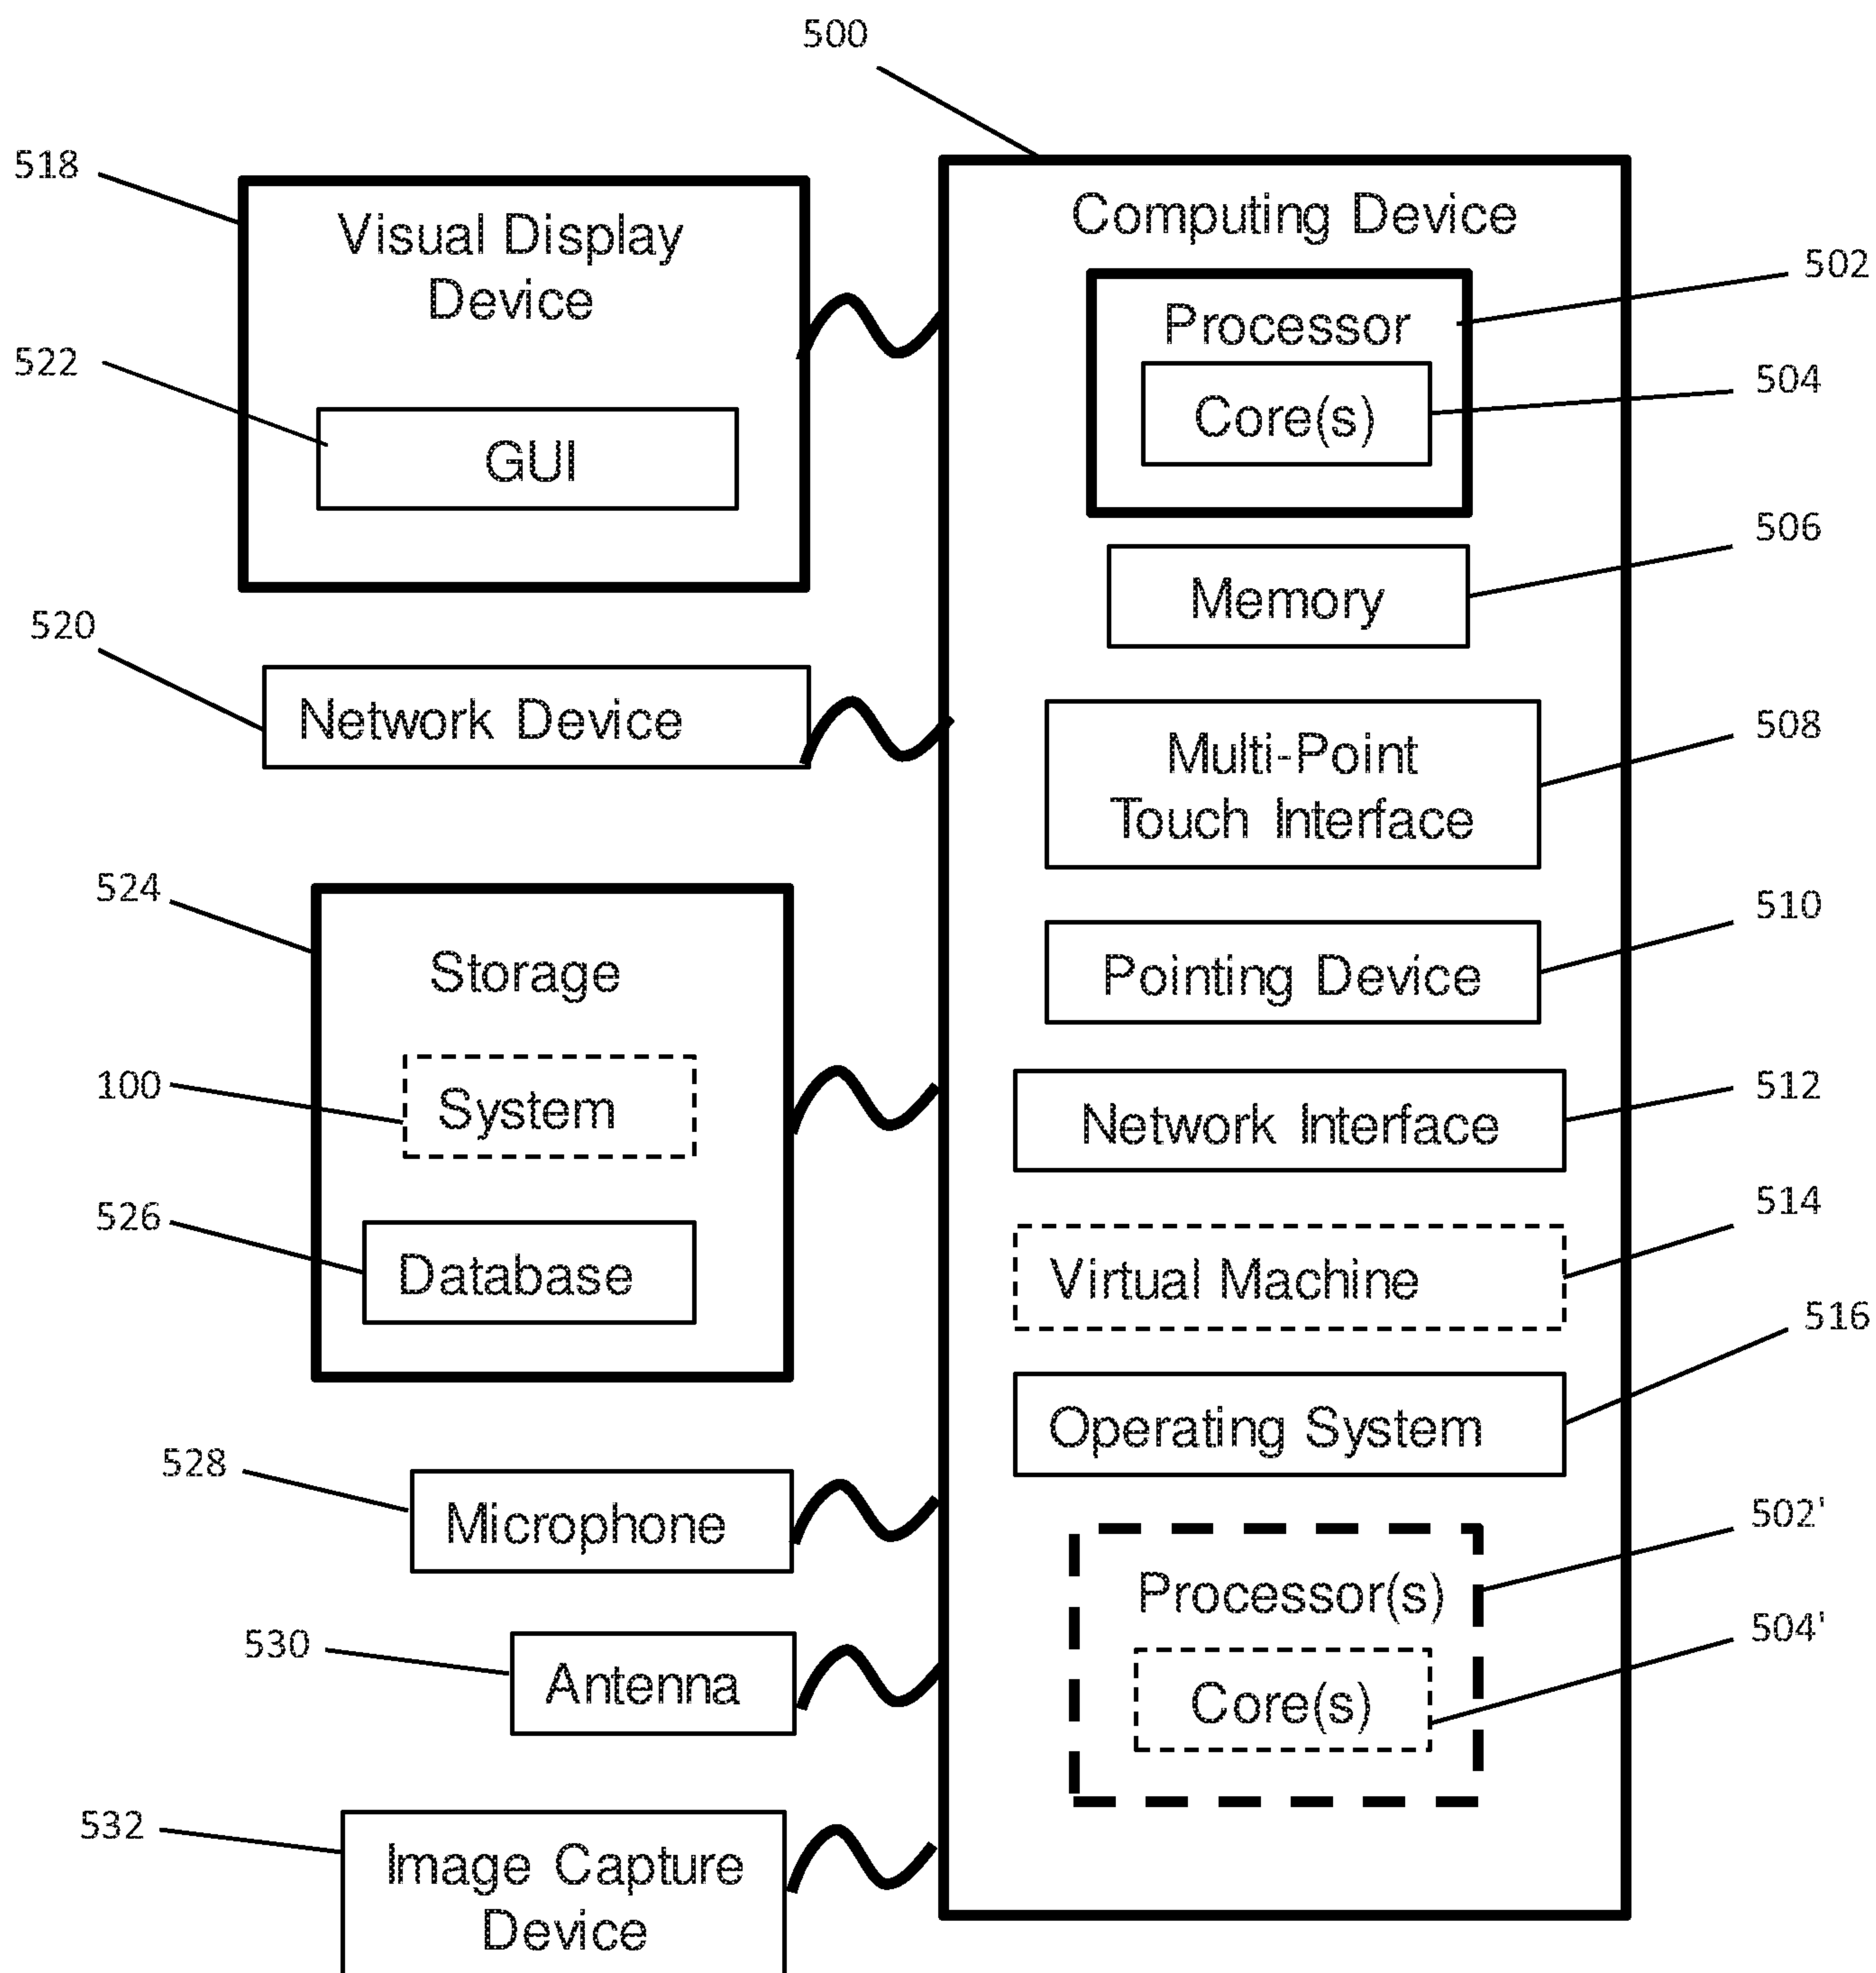 500
518
Visual Display
Device
522
GUI
520
Network Device
524
Storage
100
System
526
Database
528
Microphone
530
Antenna
532
Image Capture
Device
Computing Device
502
Processor
504
Core(s)
506
Memory
508
Multi-Point
Touch Interface
510
Pointing Device
512
Network Interface
514
Virtual Machine
516
Operating System
502'
Processor(s)
504'
Core(s)